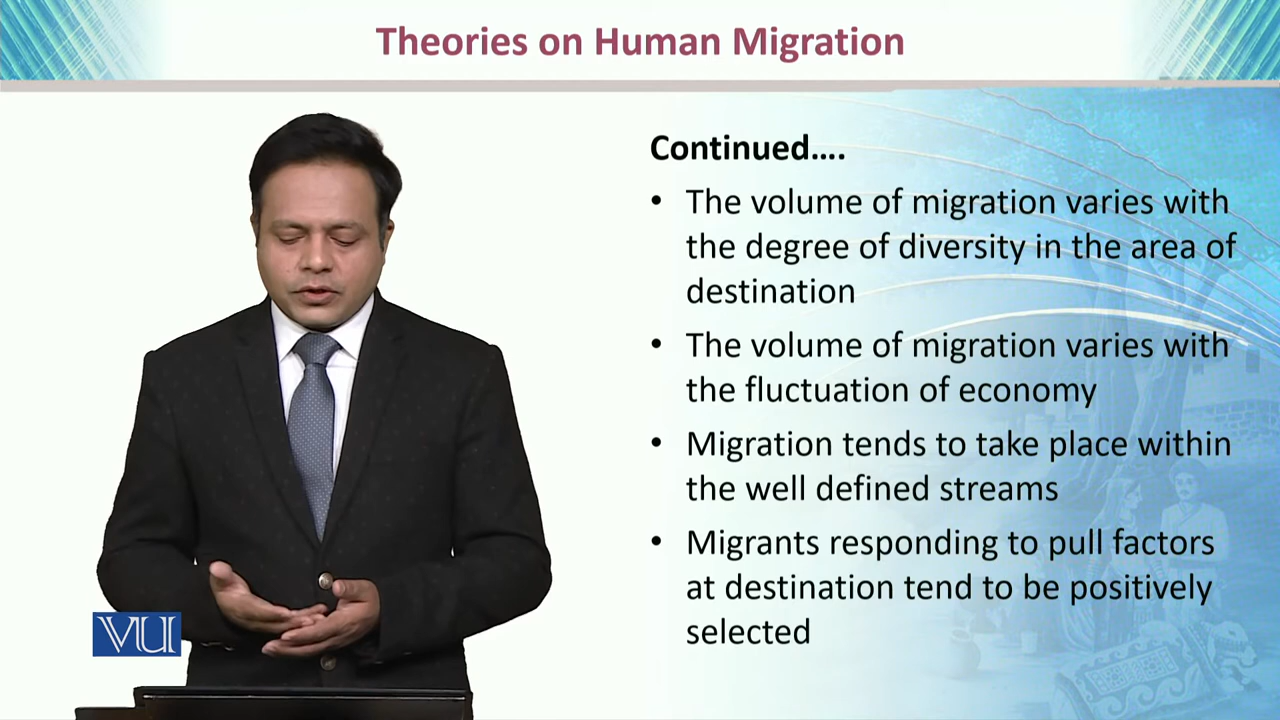 Theories on Human Migration
Continued….
• The volume of migration varies with
the degree of diversity in the area of
destination
• The volume of migration varies with
the fluctuation of economy
• Migration tends to take place within
the well defined streams
• Migrants responding to pull factors
at destination tend to be positively
selected
VU